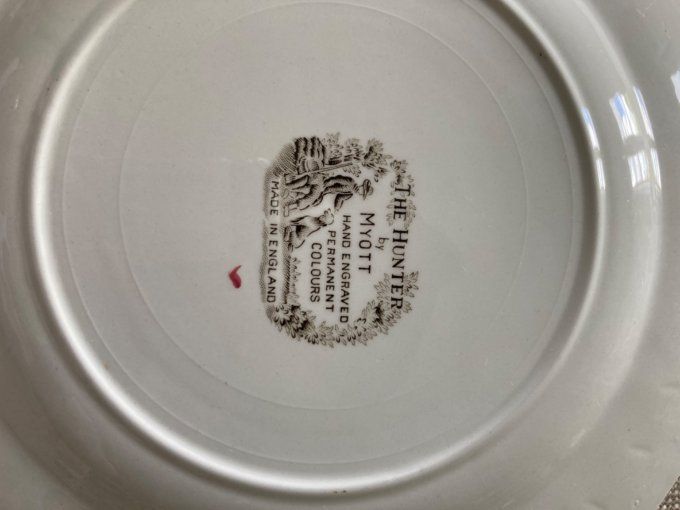 THE HUNTER
by
MYOTT
HAND ENGRAVED
PERMANENT
COLOURS
MADE IN ENGLAND